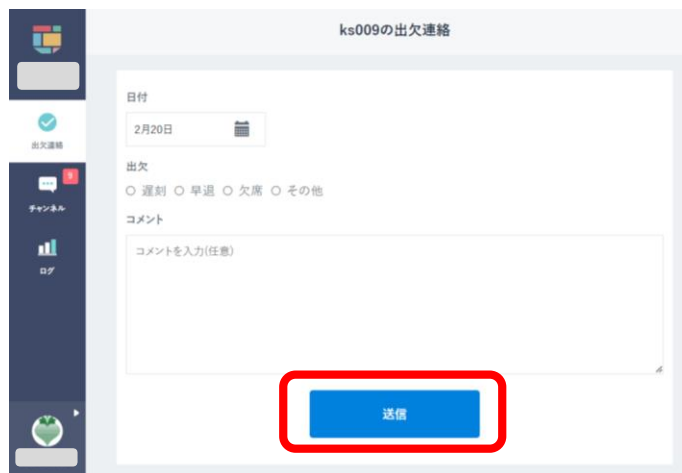 ks009の出欠連絡
出欠連絡
9
チャンネル
ログ
日付
2月20日
出欠
遅刻 早退 欠席 その他
コメント
コメントを入力(任意)
送信